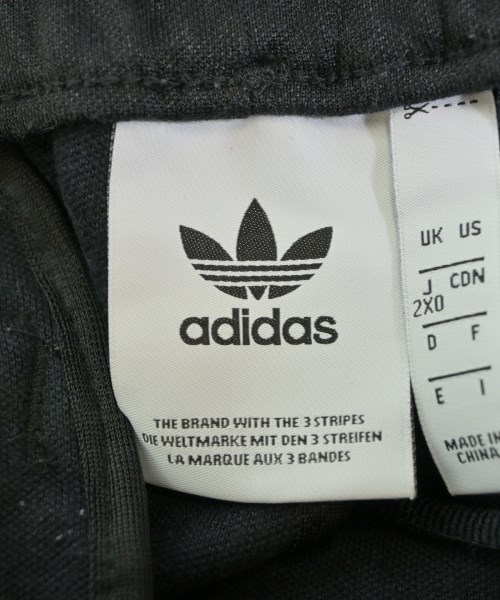 adidas
THE BRAND WITH THE 3 STRIPES
DIE WELTMARKE MIT DEN 3 STREIFEN
LA MARQUE AUX 3 BANDES
UK US
J CDN
2XO
D F
E I
MADE IN
CHINA